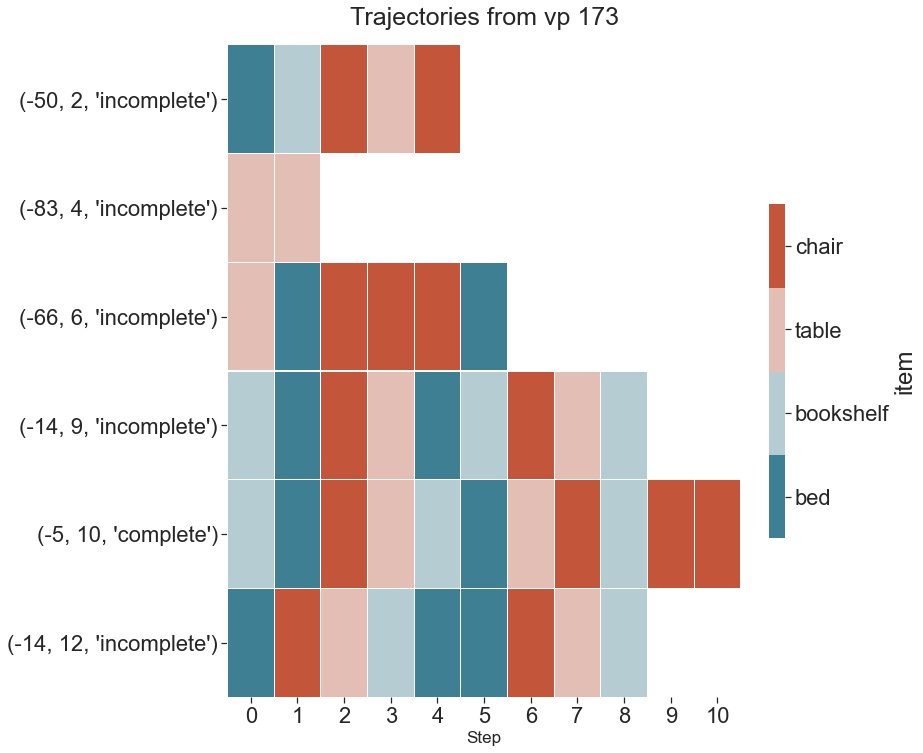 Trajectories from vp 173
(-50, 2, 'incomplete')
(-83, 4, 'incomplete')
(-66, 6, 'incomplete')
(-14, 9, 'incomplete')
(-5, 10, 'complete')
(-14, 12, 'incomplete')
0 1 2 3 4 5 6 7 8 9 10
Step
chair
table
bookshelf
bed
item